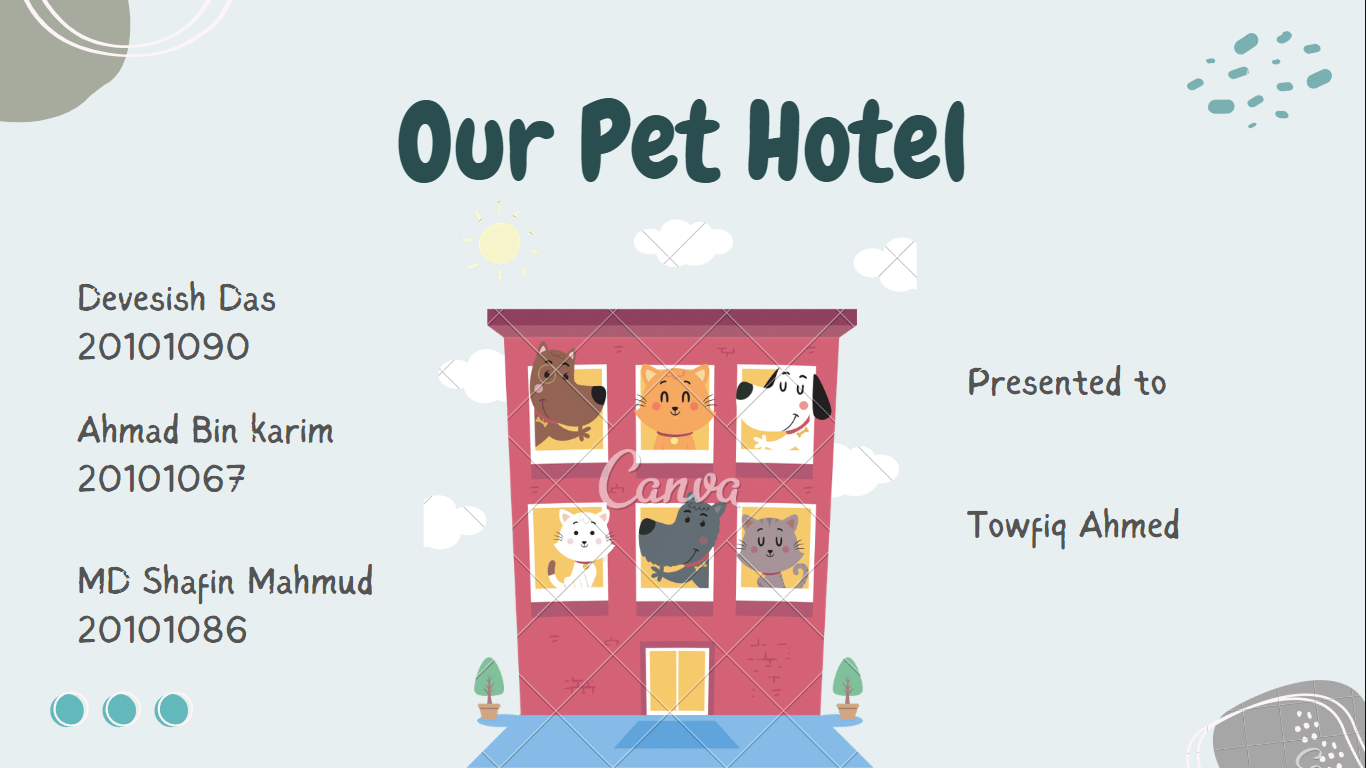 Our Pet Hotel
Devesish Das
20101090
Ahmad Bin karim
20101067
MD Shafin Mahmud
20101086
Presented to
Towfiq Ahmed
Canva